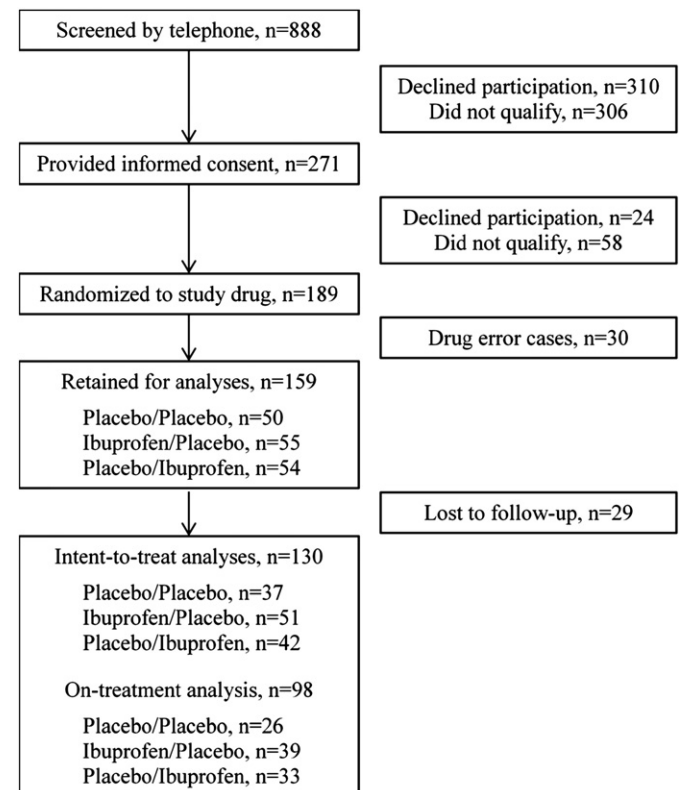 Screened by telephone, n=888
Declined participation, n=310
Did not qualify, n=306
Provided informed consent, n=271
Declined participation, n=24
Did not qualify, n=58
Randomized to study drug, n=189
Drug error cases, n=30
Retained for analyses, n=159
Placebo/Placebo, n=50
Ibuprofen/Placebo, n=55
Placebo/Ibuprofen, n=54
Lost to follow-up, n=29
Intent-to-treat analyses, n=130
Placebo/Placebo, n=37
Ibuprofen/Placebo, n=51
Placebo/Ibuprofen, n=42
On-treatment analysis, n=98
Placebo/Placebo, n=26
Ibuprofen/Placebo, n=39
Placebo/Ibuprofen, n=33